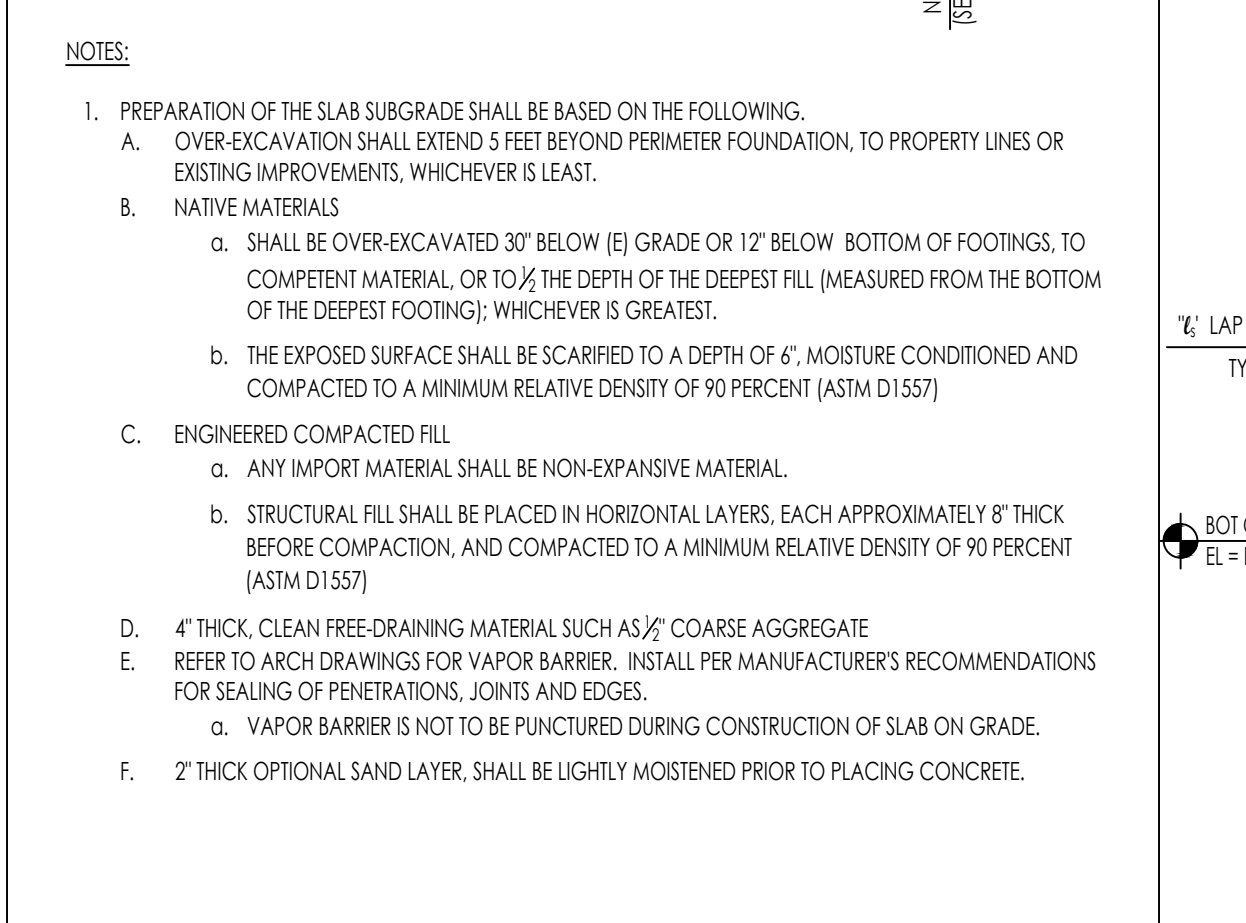 N
(SE
NOTES:
1. PREPARATION OF THE SLAB SUBGRADE SHALL BE BASED ON THE FOLLOWING.
A. OVER-EXCAVATION SHALL EXTEND 5 FEET BEYOND PERIMETER FOUNDATION, TO PROPERTY LINES OR
EXISTING IMPROVEMENTS, WHICHEVER IS LEAST.
B. NATIVE MATERIALS
a. SHALL BE OVER-EXCAVATED 30" BELOW (E) GRADE OR 12" BELOW BOTTOM OF FOOTINGS, TO
COMPETENT MATERIAL, OR TO 1/2 THE DEPTH OF THE DEEPEST FILL (MEASURED FROM THE BOTTOM
OF THE DEEPEST FOOTING); WHICHEVER IS GREATEST.
b. THE EXPOSED SURFACE SHALL BE SCARIFIED TO A DEPTH OF 6", MOISTURE CONDITIONED AND
COMPACTED TO A MINIMUM RELATIVE DENSITY OF 90 PERCENT (ASTM D1557)
C. ENGINEERED COMPACTED FILL
a. ANY IMPORT MATERIAL SHALL BE NON-EXPANSIVE MATERIAL.
b. STRUCTURAL FILL SHALL BE PLACED IN HORIZONTAL LAYERS, EACH APPROXIMATELY 8" THICK
BEFORE COMPACTION, AND COMPACTED TO A MINIMUM RELATIVE DENSITY OF 90 PERCENT
(ASTM D1557)
D. 4" THICK, CLEAN FREE-DRAINING MATERIAL SUCH AS 1/2" COARSE AGGREGATE
E. REFER TO ARCH DRAWINGS FOR VAPOR BARRIER. INSTALL PER MANUFACTURER'S RECOMMENDATIONS
FOR SEALING OF PENETRATIONS, JOINTS AND EDGES.
a. VAPOR BARRIER IS NOT TO BE PUNCTURED DURING CONSTRUCTION OF SLAB ON GRADE.
F. 2" THICK OPTIONAL SAND LAYER, SHALL BE LIGHTLY MOISTENED PRIOR TO PLACING CONCRETE.
"ℓs' LAP
TY
BOT
EL =